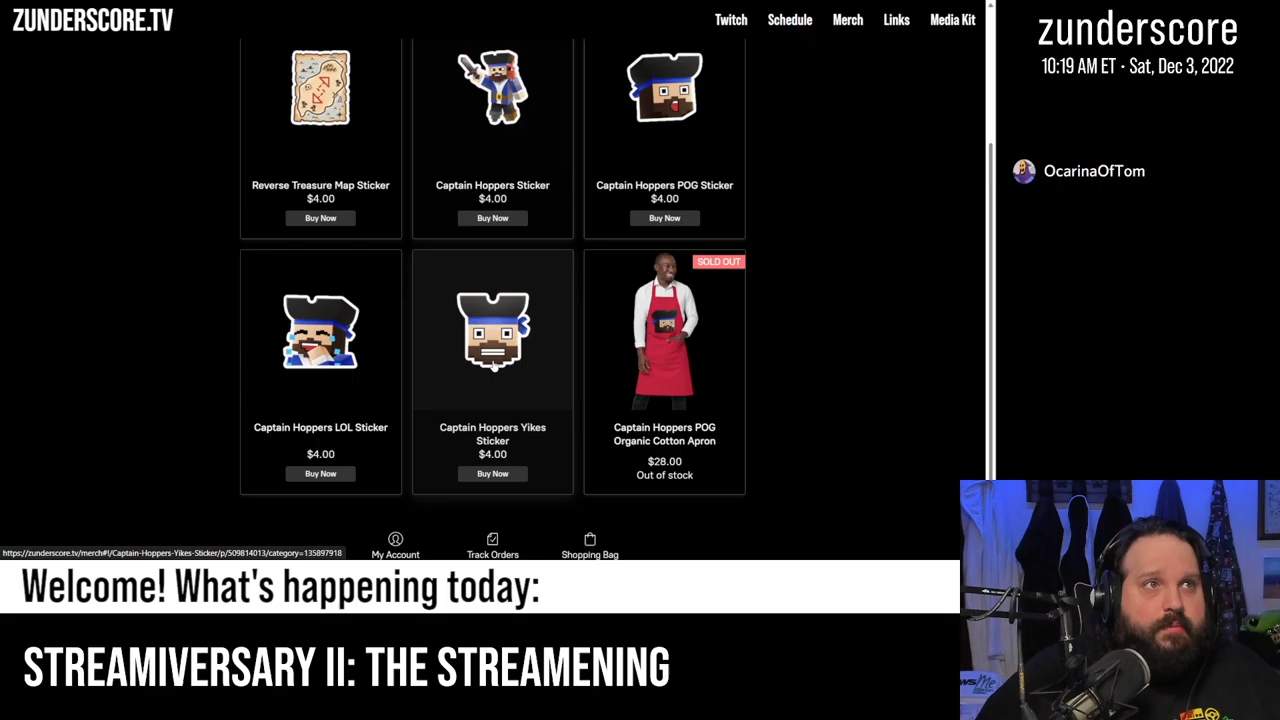 ZUNDERSCORE.TV
Twitch
Schedule
Merch
Links
Media Kit
zunderscore
10:19 AM ET · Sat, Dec 3, 2022
OcarinaOfTom
Reverse Treasure Map Sticker
$4.00
Buy Now
Captain Hoppers Sticker
$4.00
Buy Now
Captain Hoppers POG Sticker
$4.00
Buy Now
Captain Hoppers LOL Sticker
$4.00
Buy Now
Captain Hoppers Yikes
Sticker
$4.00
Buy Now
SOLD OUT
Captain Hoppers POG
Organic Cotton Apron
$28.00
Out of stock
My Account
Track Orders
Shopping Bag
https://zunderscore.tv/merch#!/Captain-Hoppers-Yikes-Sticker/p/509814013/category=135897918
Welcome! What's happening today:
STREAMIVERSARY II: THE STREAMENING